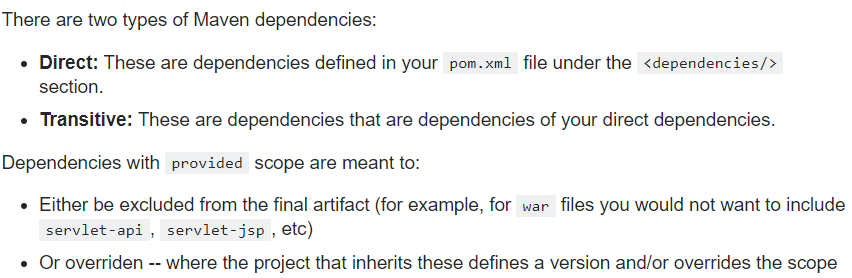 There are two types of Maven dependencies:
• Direct: These are dependencies defined in your pom.xml file under the <dependencies/>
section.
• Transitive: These are dependencies that are dependencies of your direct dependencies.
Dependencies with provided scope are meant to:
• Either be excluded from the final artifact (for example, for war files you would not want to include
servlet-api , servlet-jsp , etc)
• Or overriden -- where the project that inherits these defines a version and/or overrides the scope